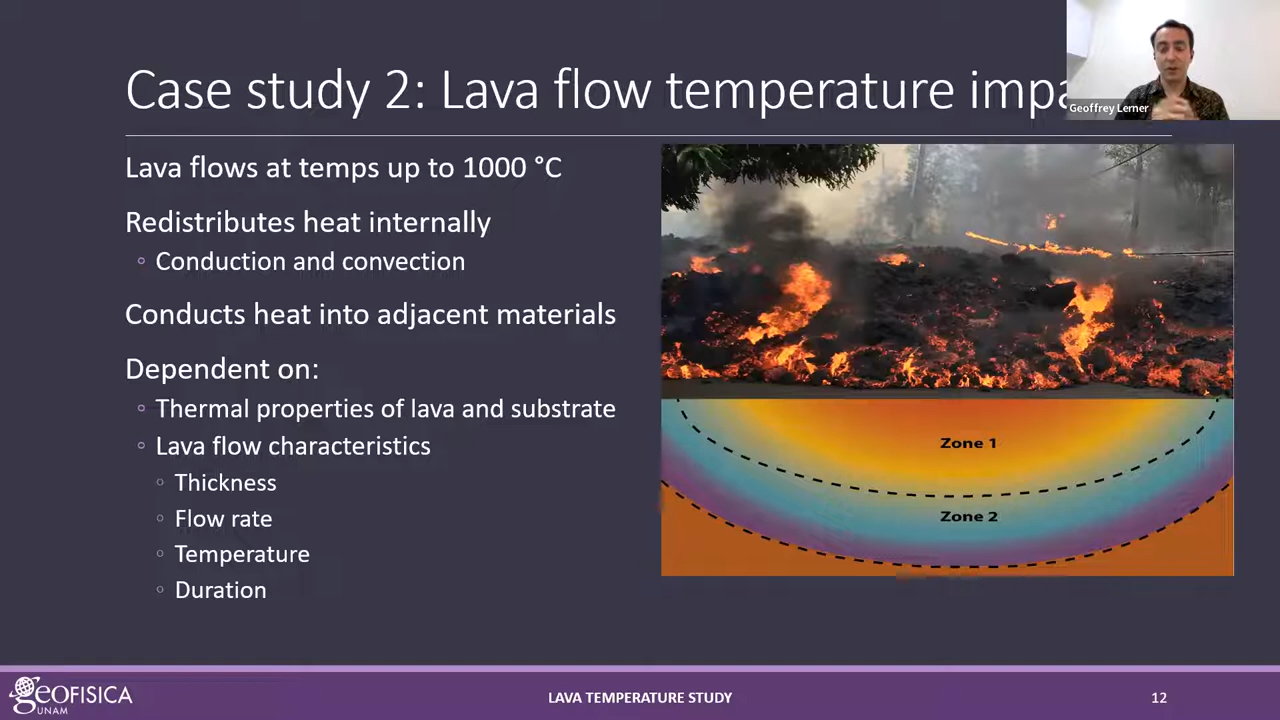 Case study 2: Lava flow temperature
Geoffrey Lerner
Lava flows at temps up to 1000 °C
Redistributes heat internally
Conduction and convection
Conducts heat into adjacent materials
Dependent on:
Thermal properties of lava and substrate
Lava flow characteristics
Thickness
Flow rate
Temperature
Duration
Zone 1
Zone 2
GEOFISICA
UNAM
LAVA TEMPERATURE STUDY
12